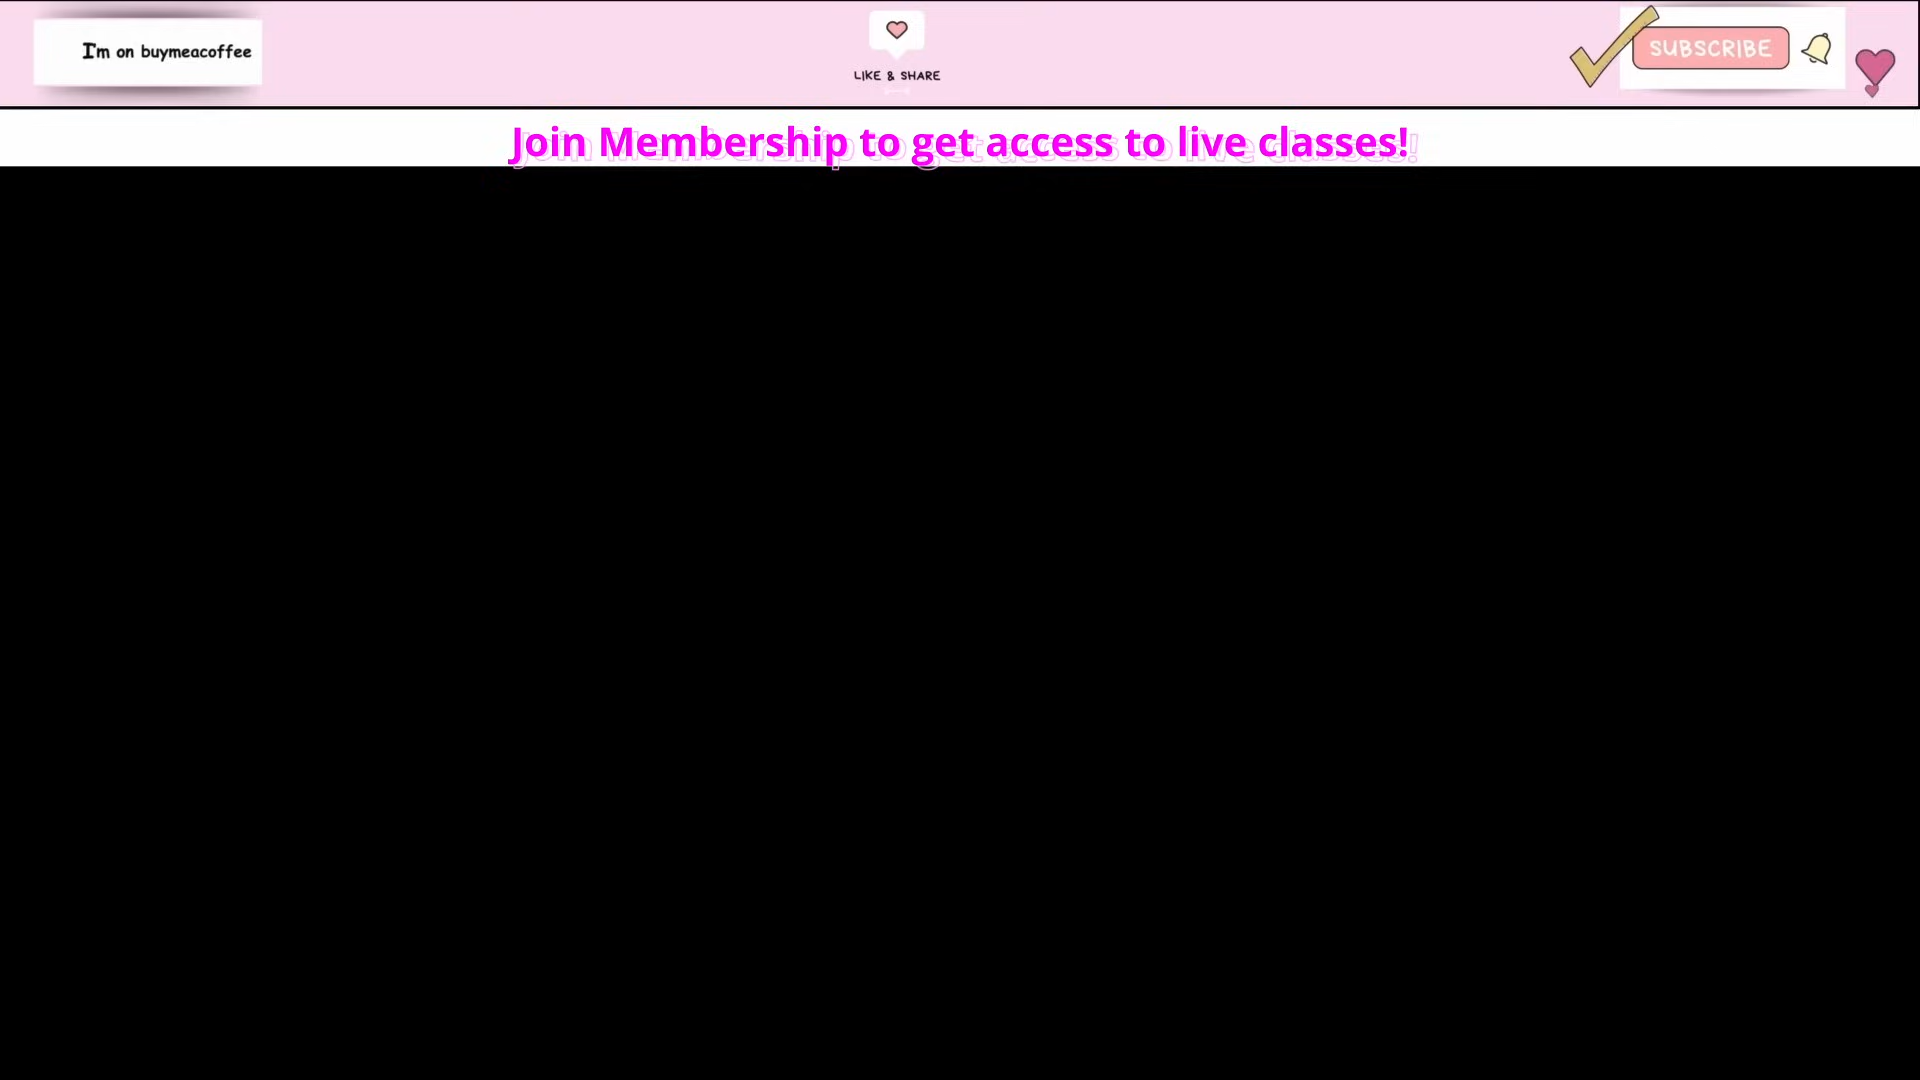 I'm on buymeacoffee
LIKE & SHARE
SUBSCRIBE
Join Membership to get access to live classes!